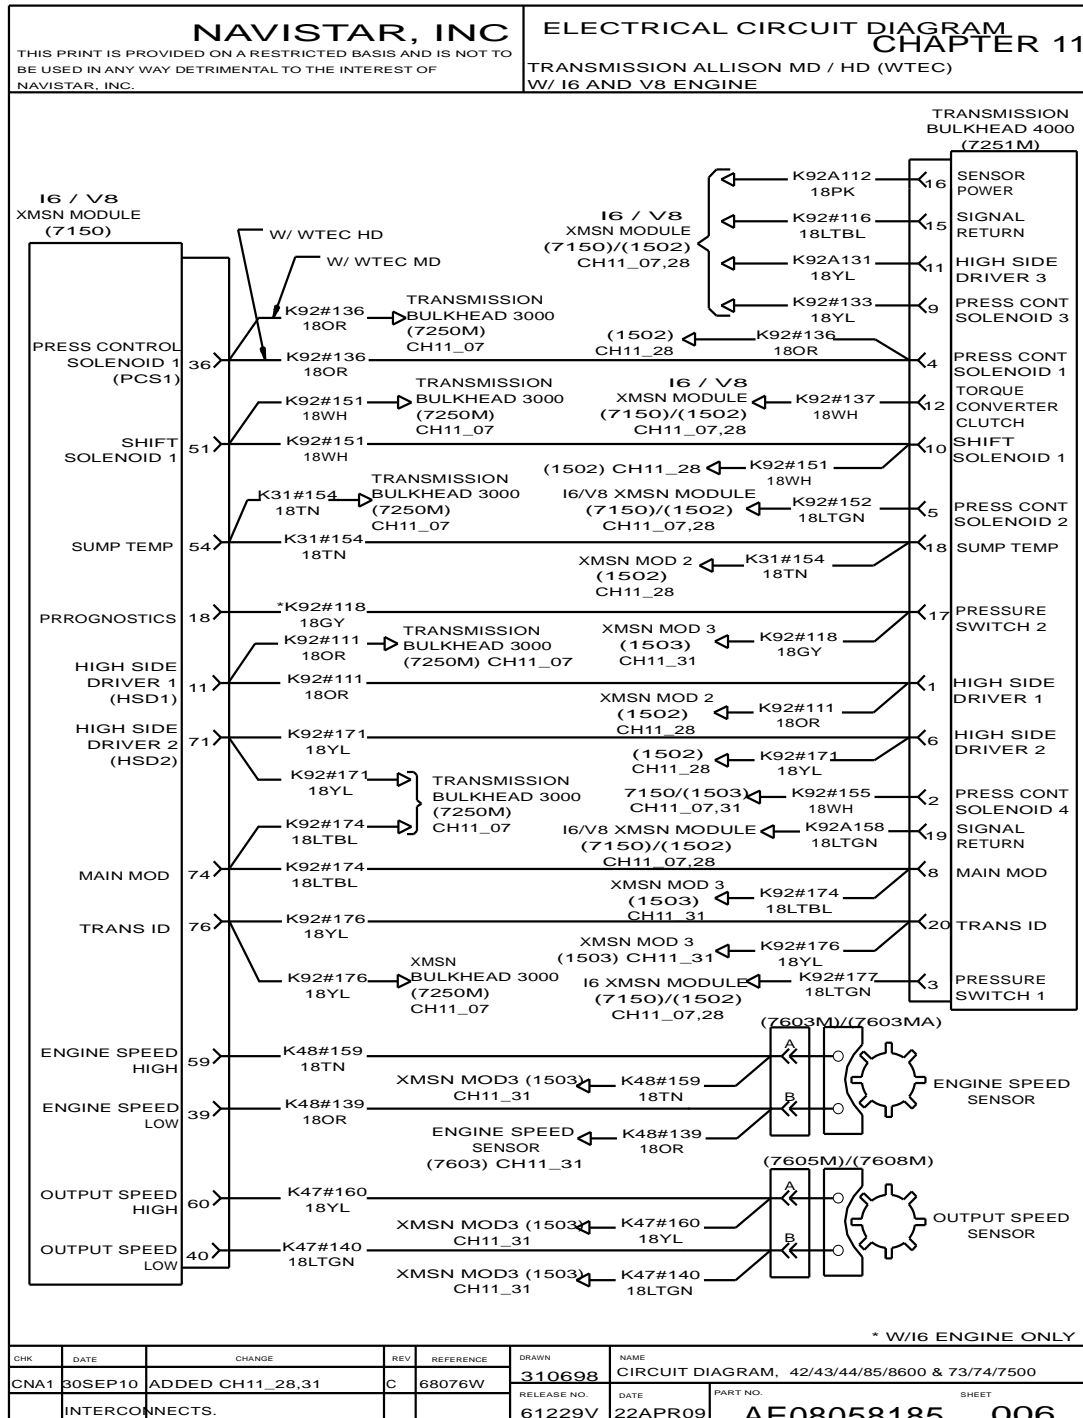 NAVISTAR, INC
THIS PRINT IS PROVIDED ON A RESTRICTED BASIS AND IS NOT TO
BE USED IN ANY WAY DETRIMENTAL TO THE INTEREST OF
NAVISTAR, INC.
ELECTRICAL CIRCUIT DIAGRAM
CHAPTER 11
TRANSMISSION ALLISON MD / HD (WTEC)
W/ I6 AND V8 ENGINE
I6 / V8
XMSN MODULE
(7150)
W/ WTEC HD
W/ WTEC MD
PRESS CONTROL
SOLENOID 1
(PCS1)
36
K92#136
18OR
TRANSMISSION
BULKHEAD 3000
(7250M)
CH11_07
K92#136
18OR
SHIFT
SOLENOID 1
51
K92#151
18WH
TRANSMISSION
BULKHEAD 3000
(7250M)
CH11_07
K92#151
18WH
SUMP TEMP
54
K31#154
18TN
TRANSMISSION
BULKHEAD 3000
(7250M)
CH11_07
K31#154
18TN
PRROGNOSTICS
18
*K92#118
18GY
HIGH SIDE
DRIVER 1
(HSD1)
11
K92#111
18OR
TRANSMISSION
BULKHEAD 3000
(7250M) CH11_07
K92#111
18OR
HIGH SIDE
DRIVER 2
(HSD2)
71
K92#171
18YL
K92#171
18YL
TRANSMISSION
BULKHEAD 3000
(7250M)
CH11_07
K92#174
18LTBL
MAIN MOD
74
K92#174
18LTBL
TRANS ID
76
K92#176
18YL
K92#176
18YL
XMSN
BULKHEAD 3000
(7250M)
CH11_07
ENGINE SPEED
HIGH
59
K48#159
18TN
ENGINE SPEED
LOW
39
K48#139
18OR
OUTPUT SPEED
HIGH
60
K47#160
18YL
OUTPUT SPEED
LOW
40
K47#140
18LTGN
TRANSMISSION
BULKHEAD 4000
(7251M)
I6 / V8
XMSN MODULE
(7150)/(1502)
CH11_07,28
K92A112
18PK
16
SENSOR
POWER
K92#116
18LTBL
15
SIGNAL
RETURN
K92A131
18YL
11
HIGH SIDE
DRIVER 3
K92#133
18YL
9
PRESS CONT
SOLENOID 3
(1502)
CH11_28
K92#136
18OR
4
PRESS CONT
SOLENOID 1
I6 / V8
XMSN MODULE
(7150)/(1502)
CH11_07,28
K92#137
18WH
12
TORQUE
CONVERTER
CLUTCH
10
SHIFT
SOLENOID 1
(1502) CH11_28
K92#151
18WH
I6/V8 XMSN MODULE
(7150)/(1502)
CH11_07,28
K92#152
18LTGN
5
PRESS CONT
SOLENOID 2
18
SUMP TEMP
XMSN MOD 2
(1502)
CH11_28
K31#154
18TN
17
PRESSURE
SWITCH 2
XMSN MOD 3
(1503)
CH11_31
K92#118
18GY
1
HIGH SIDE
DRIVER 1
XMSN MOD 2
(1502)
CH11_28
K92#111
18OR
6
HIGH SIDE
DRIVER 2
(1502)
CH11_28
K92#171
18YL
7150/(1503)
CH11_07,31
K92#155
18WH
2
PRESS CONT
SOLENOID 4
I6/V8 XMSN MODULE
(7150)/(1502)
CH11_07,28
K92A158
18LTGN
19
SIGNAL
RETURN
8
MAIN MOD
XMSN MOD 3
(1503)
CH11_31
K92#174
18LTBL
20
TRANS ID
XMSN MOD 3
(1503) CH11_31
K92#176
18YL
I6 XMSN MODULE
(7150)/(1502)
CH11_07,28
K92#177
18LTGN
3
PRESSURE
SWITCH 1
(7603M)/(7603MA)
A
B
ENGINE SPEED
SENSOR
XMSN MOD3 (1503)
CH11_31
K48#159
18TN
ENGINE SPEED
SENSOR
(7603) CH11_31
K48#139
18OR
(7605M)/(7608M)
A
B
OUTPUT SPEED
SENSOR
XMSN MOD3 (1503)
CH11_31
K47#160
18YL
XMSN MOD3 (1503)
CH11_31
K47#140
18LTGN
* W/I6 ENGINE ONLY
CHK DATE CHANGE REV REFERENCE
CNA1 30SEP10 ADDED CH11_28,31 C 68076W
INTERCONNECTS.
DRAWN
310698
NAME
CIRCUIT DIAGRAM, 42/43/44/85/8600 & 73/74/7500
RELEASE NO.
61229V
DATE
22APR09
PART NO.
AE08058185
SHEET
006